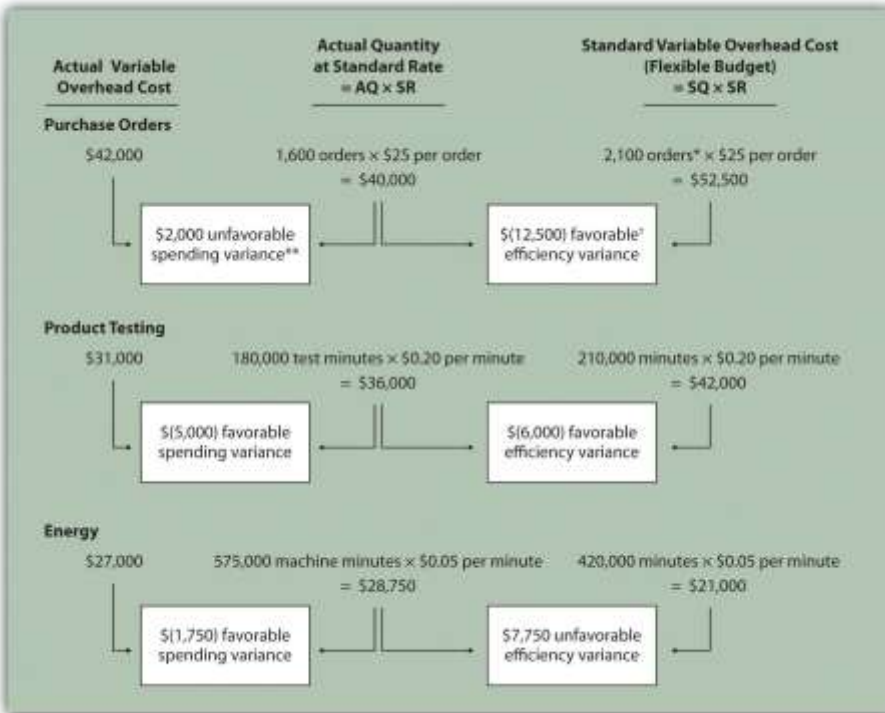 Actual Variable
Overhead Cost
Actual Quantity
at Standard Rate
= AQ × SR
Standard Variable Overhead Cost
(Flexible Budget)
= SQ × SR
Purchase Orders
$42,000
1,600 orders × $25 per order
= $40,000
2,100 orders* × $25 per order
= $52,500
$2,000 unfavorable
spending variance**
$(12,500) favorable†
efficiency variance
Product Testing
$31,000
180,000 test minutes × $0.20 per minute
= $36,000
210,000 minutes × $0.20 per minute
= $42,000
$(5,000) favorable
spending variance
$(6,000) favorable
efficiency variance
Energy
$27,000
575,000 machine minutes × $0.05 per minute
= $28,750
420,000 minutes × $0.05 per minute
= $21,000
$(1,750) favorable
spending variance
$7,750 unfavorable
efficiency variance